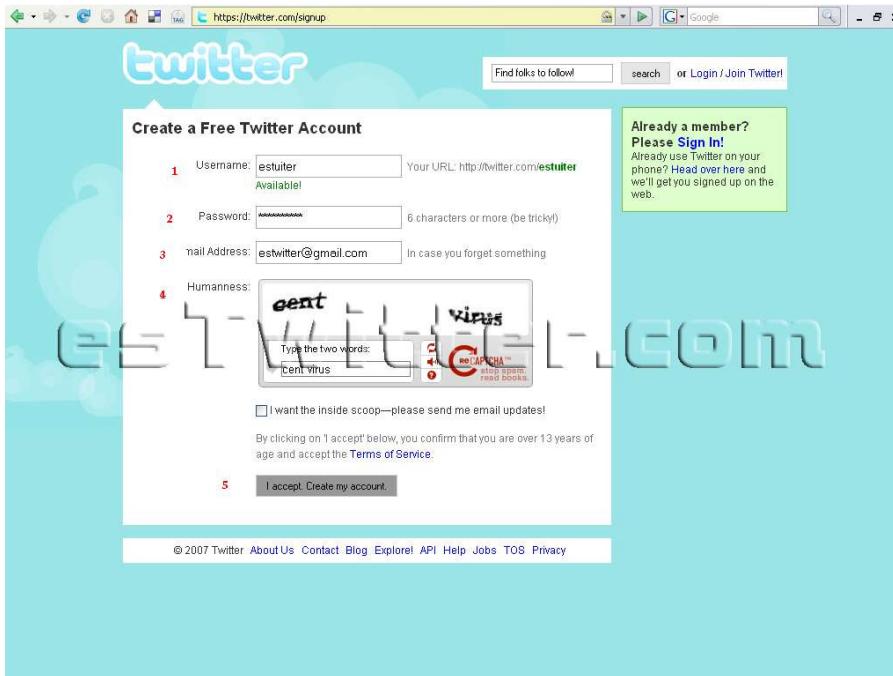 https://twitter.com/signup
Google
twitter
Find folks to follow!
search
or Login / Join Twitter!
Create a Free Twitter Account
1 Username: estuiter Your URL: http://twitter.com/estuiter
Available!
2 Password: ********** 6 characters or more (be tricky!)
3 mail Address: estwitter@gmail.com In case you forget something
4 Humanness:
cent virus
Type the two words:
cent virus
reCAPTCHA™
stop spam.
read books.
esTwitter.com
I want the inside scoop—please send me email updates!
By clicking on 'I accept' below, you confirm that you are over 13 years of
age and accept the Terms of Service.
5 I accept. Create my account.
Already a member?
Please Sign In!
Already use Twitter on your
phone? Head over here and
we'll get you signed up on the
web.
© 2007 Twitter About Us Contact Blog Explore! API Help Jobs TOS Privacy